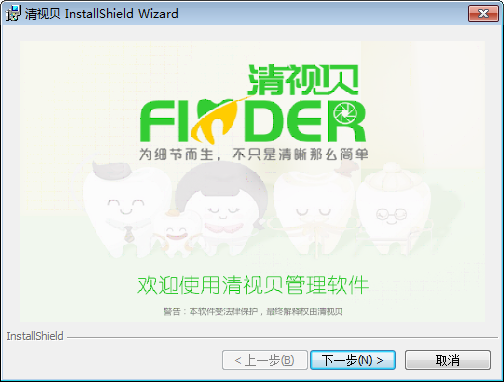 清视贝 InstallShield Wizard
清视贝
FINDER
为细节而生，不只是清晰那么简单
欢迎使用清视贝管理软件
警告：本软件受法律保护，最终解释权由清视贝
InstallShield
< 上一步(B)
下一步(N) >
取消